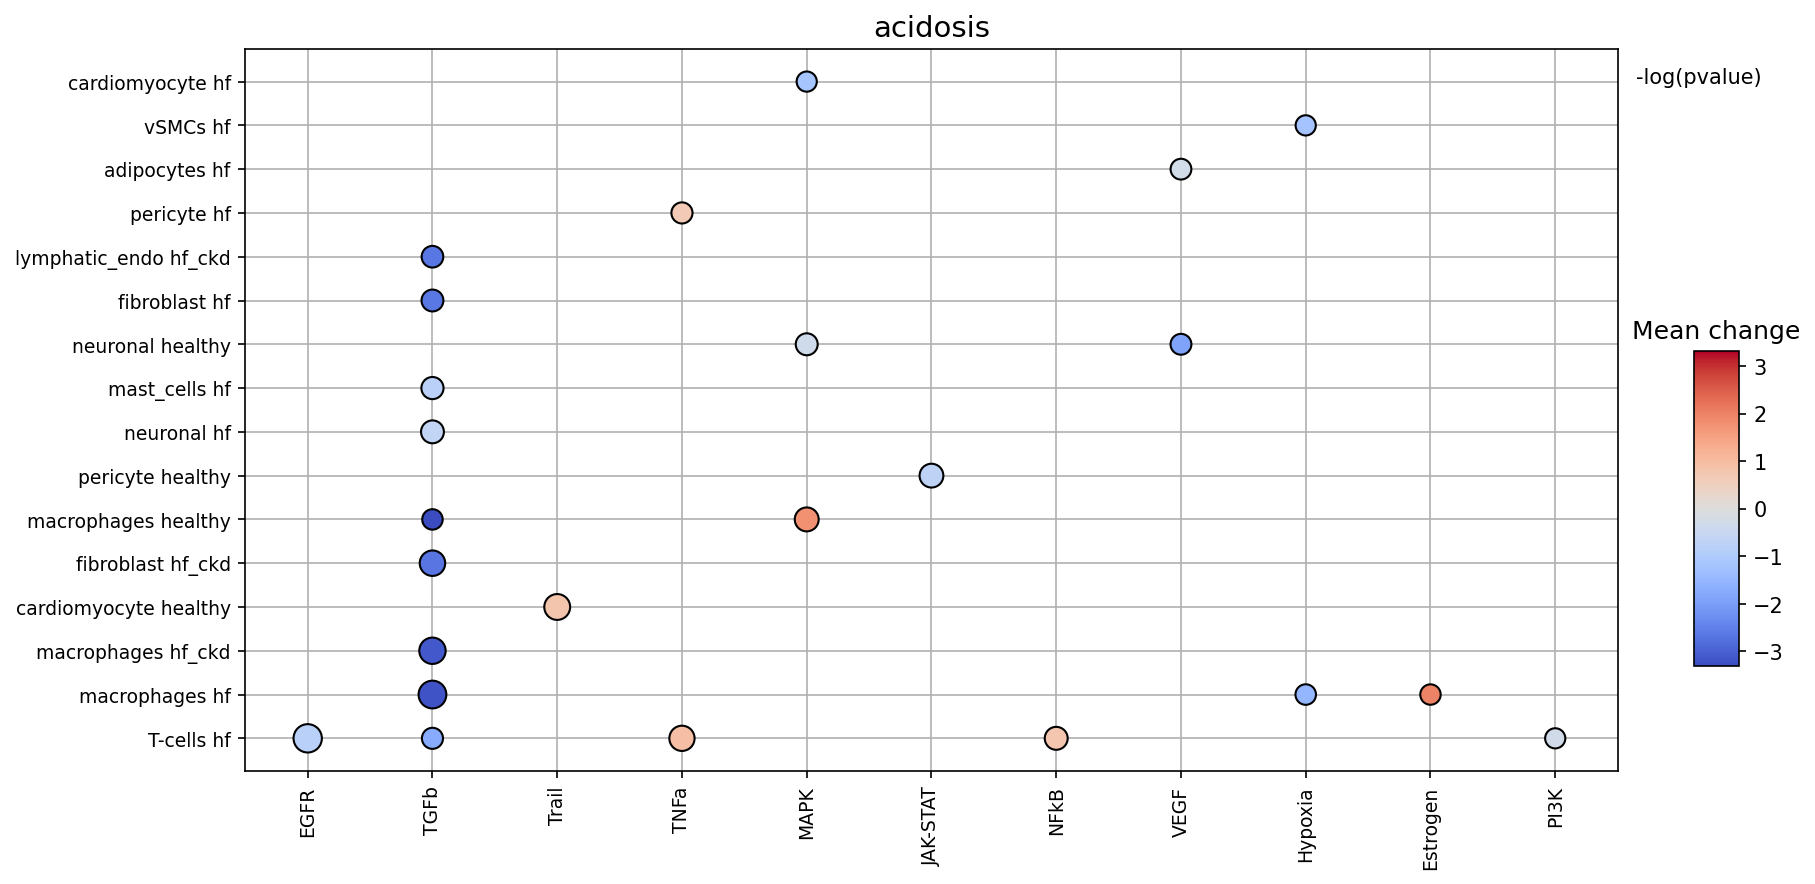 acidosis
cardiomyocyte hf
vSMCs hf
adipocytes hf
pericyte hf
lymphatic_endo hf_ckd
fibroblast hf
neuronal healthy
mast_cells hf
neuronal hf
pericyte healthy
macrophages healthy
fibroblast hf_ckd
cardiomyocyte healthy
macrophages hf_ckd
macrophages hf
T-cells hf
EGFR
TGFb
Trail
TNFa
MAPK
JAK-STAT
NFkB
VEGF
Hypoxia
Estrogen
PI3K
-log(pvalue)
Mean change
3
2
1
0
−1
−2
−3